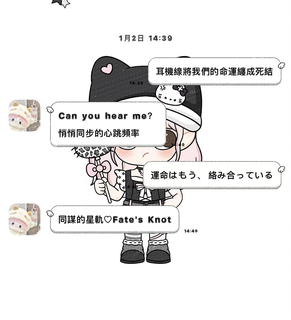 1月2日 14:39
耳機線將我們的命運纏成死結
Can you hear me?
悄悄同步的心跳頻率
運命はもう、 絡み合っている
同謀的星軌♡Fate's Knot
14:49